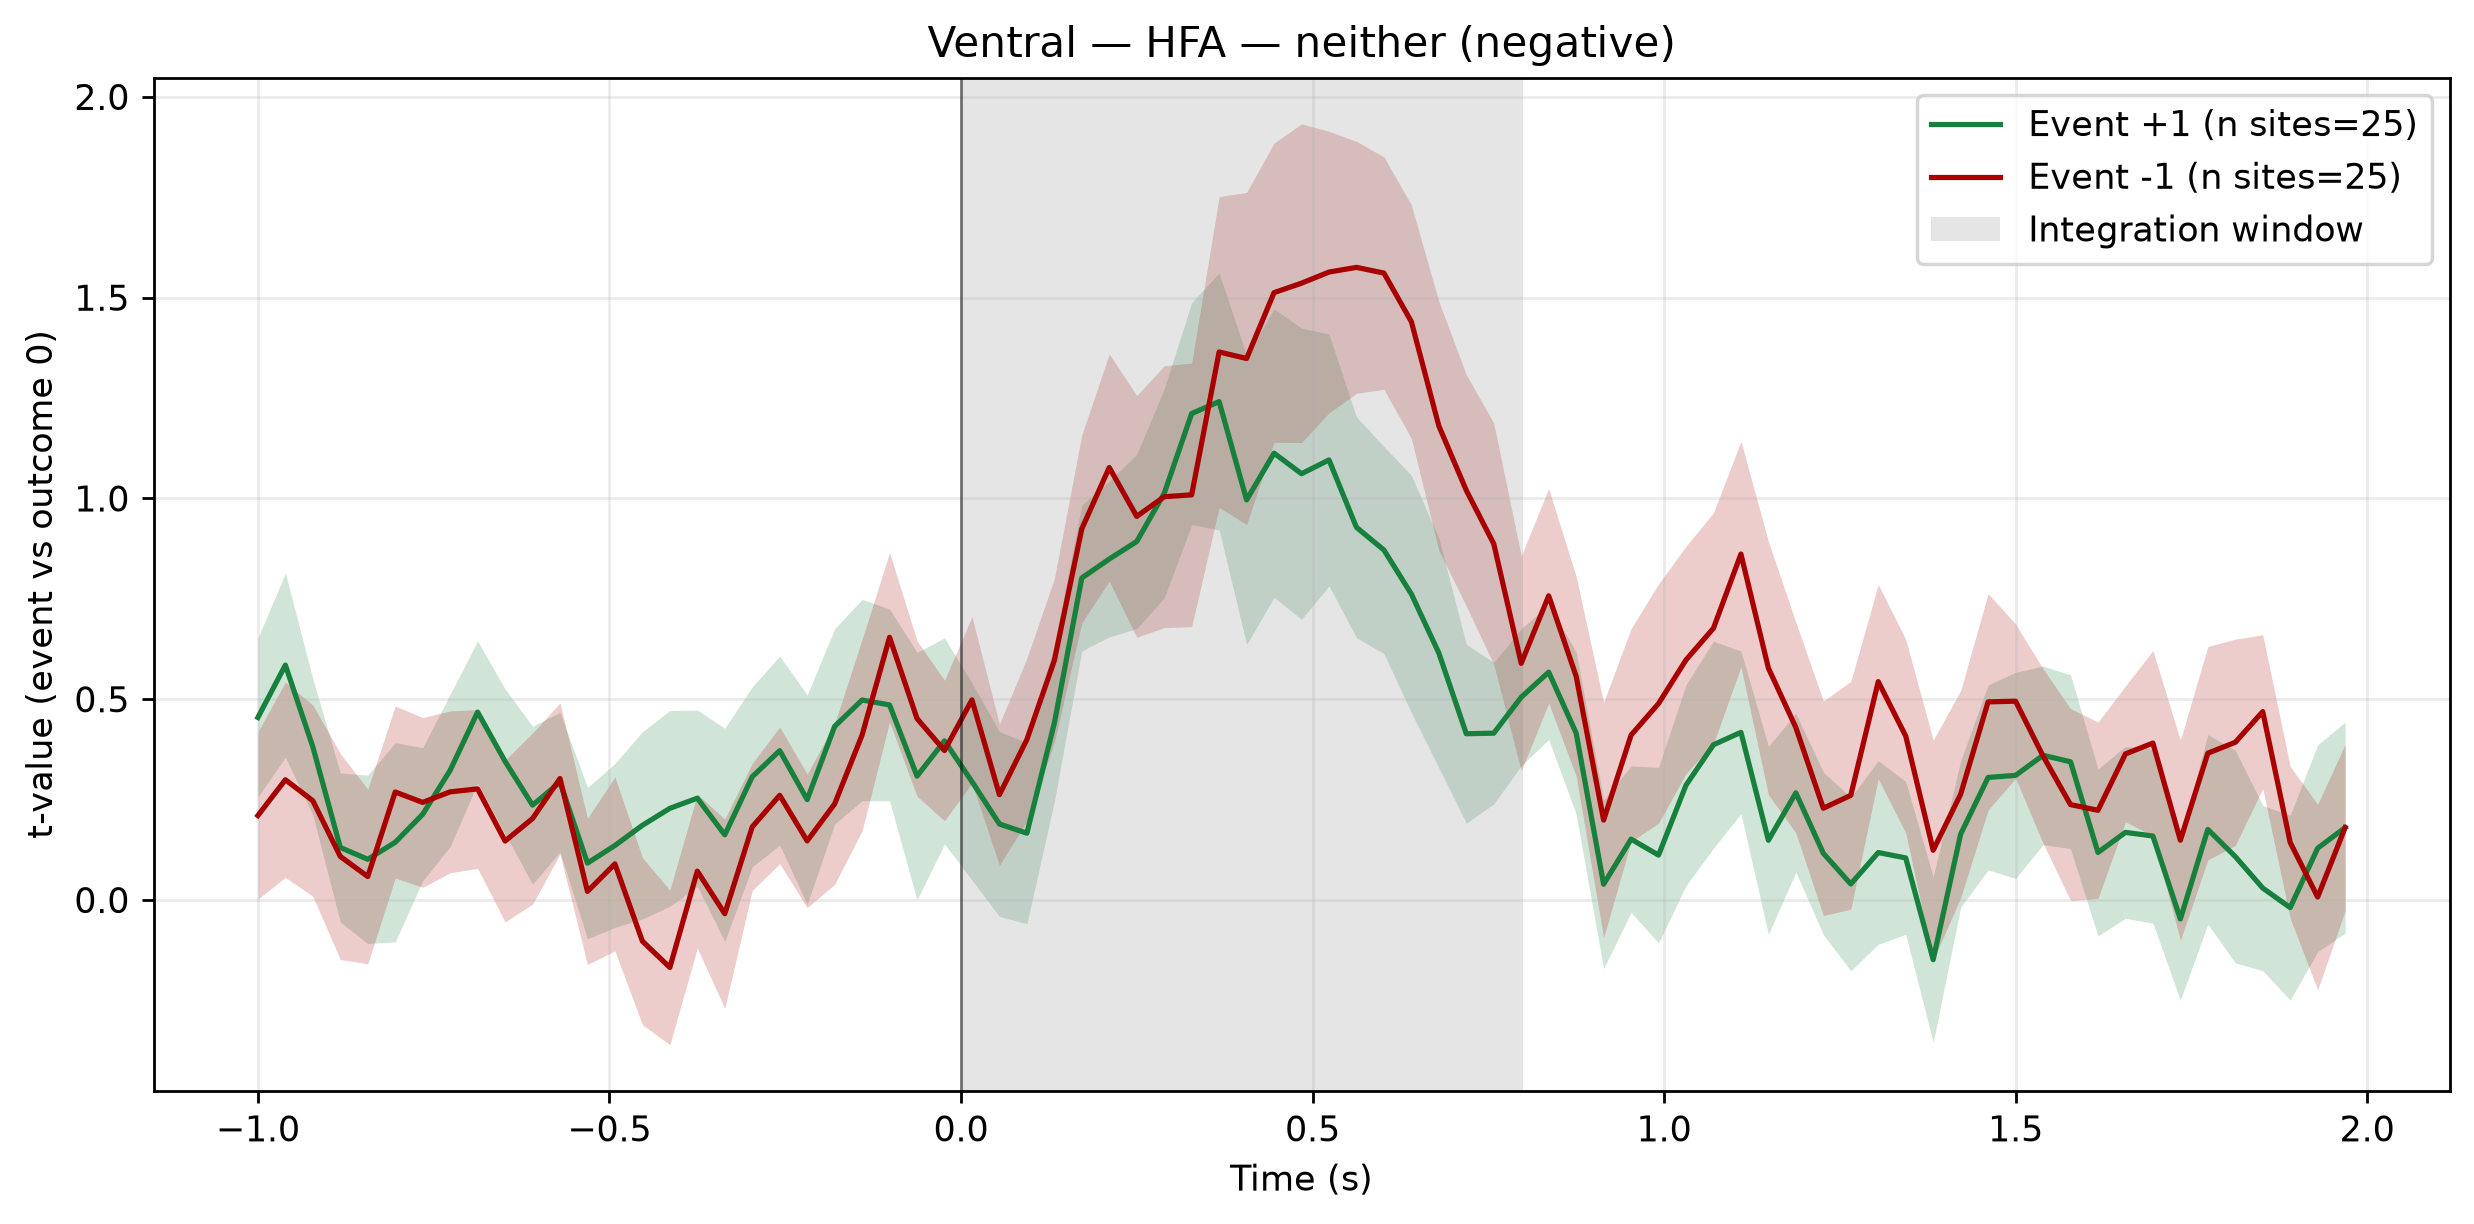 Ventral — HFA — neither (negative)
2.0
1.5
1.0
0.5
0.0
t-value (event vs outcome 0)
Event +1 (n sites=25)
Event -1 (n sites=25)
Integration window
−1.0 −0.5 0.0 0.5 1.0 1.5 2.0
Time (s)